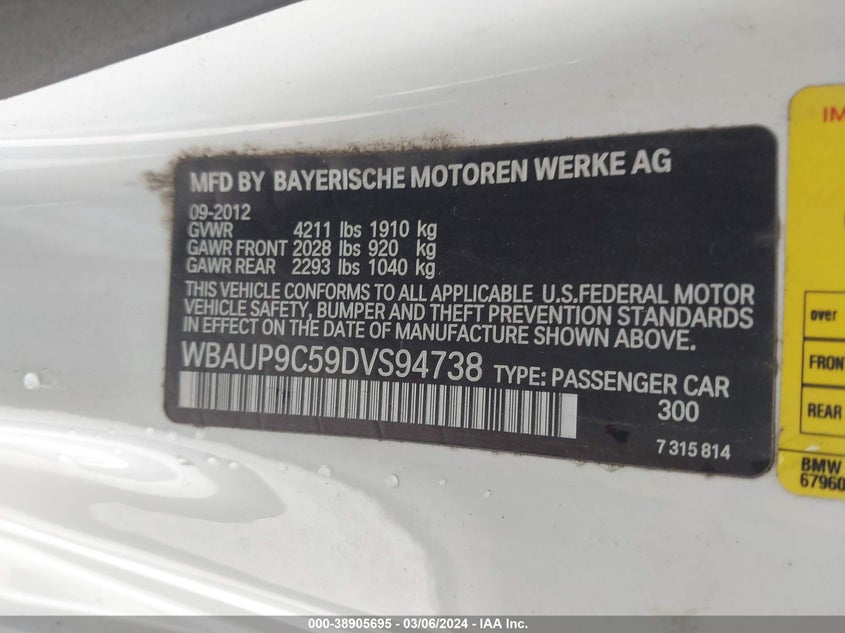 MFD BY BAYERISCHE MOTOREN WERKE AG
09-2012
GVWR 4211 lbs 1910 kg
GAWR FRONT 2028 lbs 920 kg
GAWR REAR 2293 lbs 1040 kg
THIS VEHICLE CONFORMS TO ALL APPLICABLE U.S.FEDERAL MOTOR
VEHICLE SAFETY, BUMPER AND THEFT PREVENTION STANDARDS
IN EFFECT ON THE DATE OF MANUFACTURE SHOWN ABOVE.
WBAUP9C59DVS94738 TYPE: PASSENGER CAR
300
7 315 814
IM
over
FRON
REAR
BMW
67960
000-38905695 - 03/06/2024 - IAA Inc.